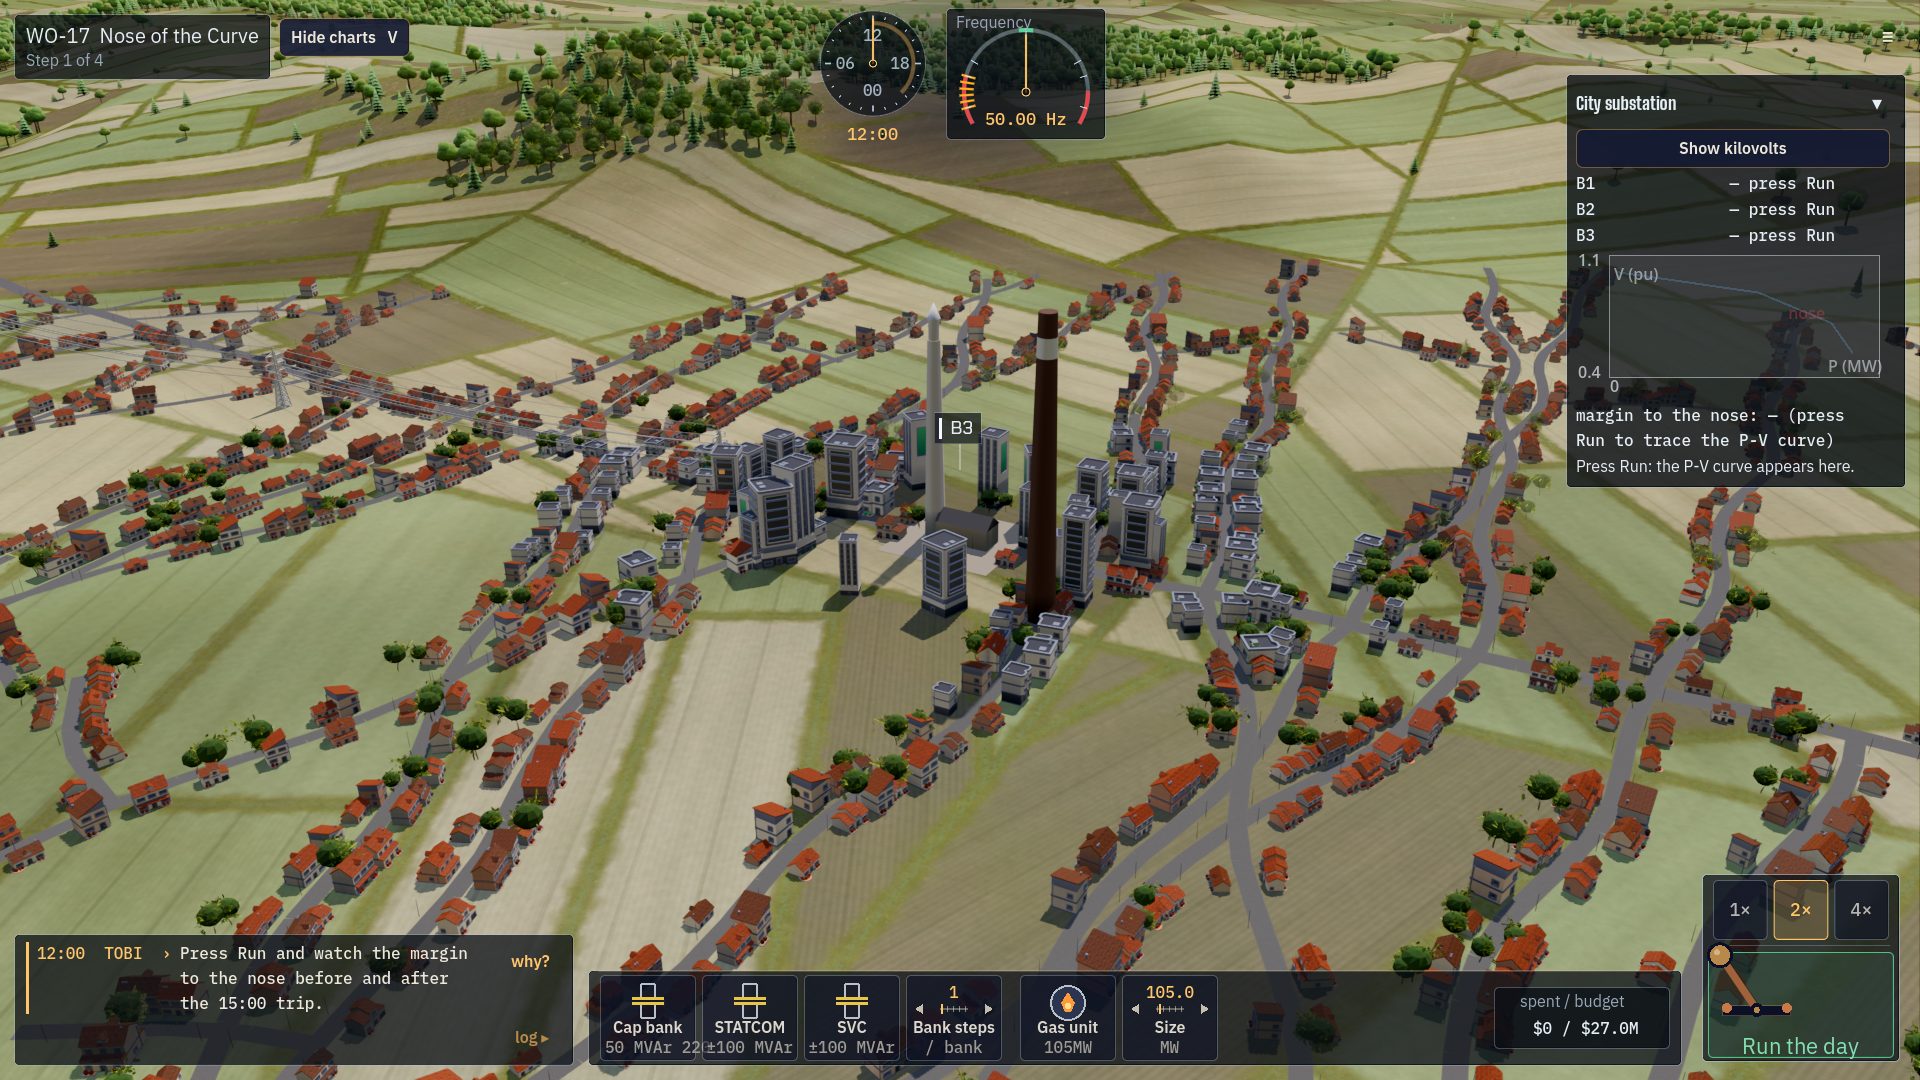 WO-17 Nose of the Curve
Step 1 of 4
Hide charts V
12
06
18
00
12:00
Frequency
50.00 Hz
City substation
Show kilovolts
B1 — press Run
B2 — press Run
B3 — press Run
1.1
V (pu)
nose
P (MW)
0.4
0
margin to the nose: — (press
Run to trace the P-V curve)
Press Run: the P-V curve appears here.
B3
12:00 TOBI › Press Run and watch the margin
to the nose before and after
the 15:00 trip.
why?
log ▸
Cap bank
50 MVAr 220
STATCOM
±100 MVAr
SVC
±100 MVAr
1
Bank steps
/ bank
Gas unit
105MW
105.0
Size
MW
spent / budget
$0 / $27.0M
1×
2×
4×
Run the day